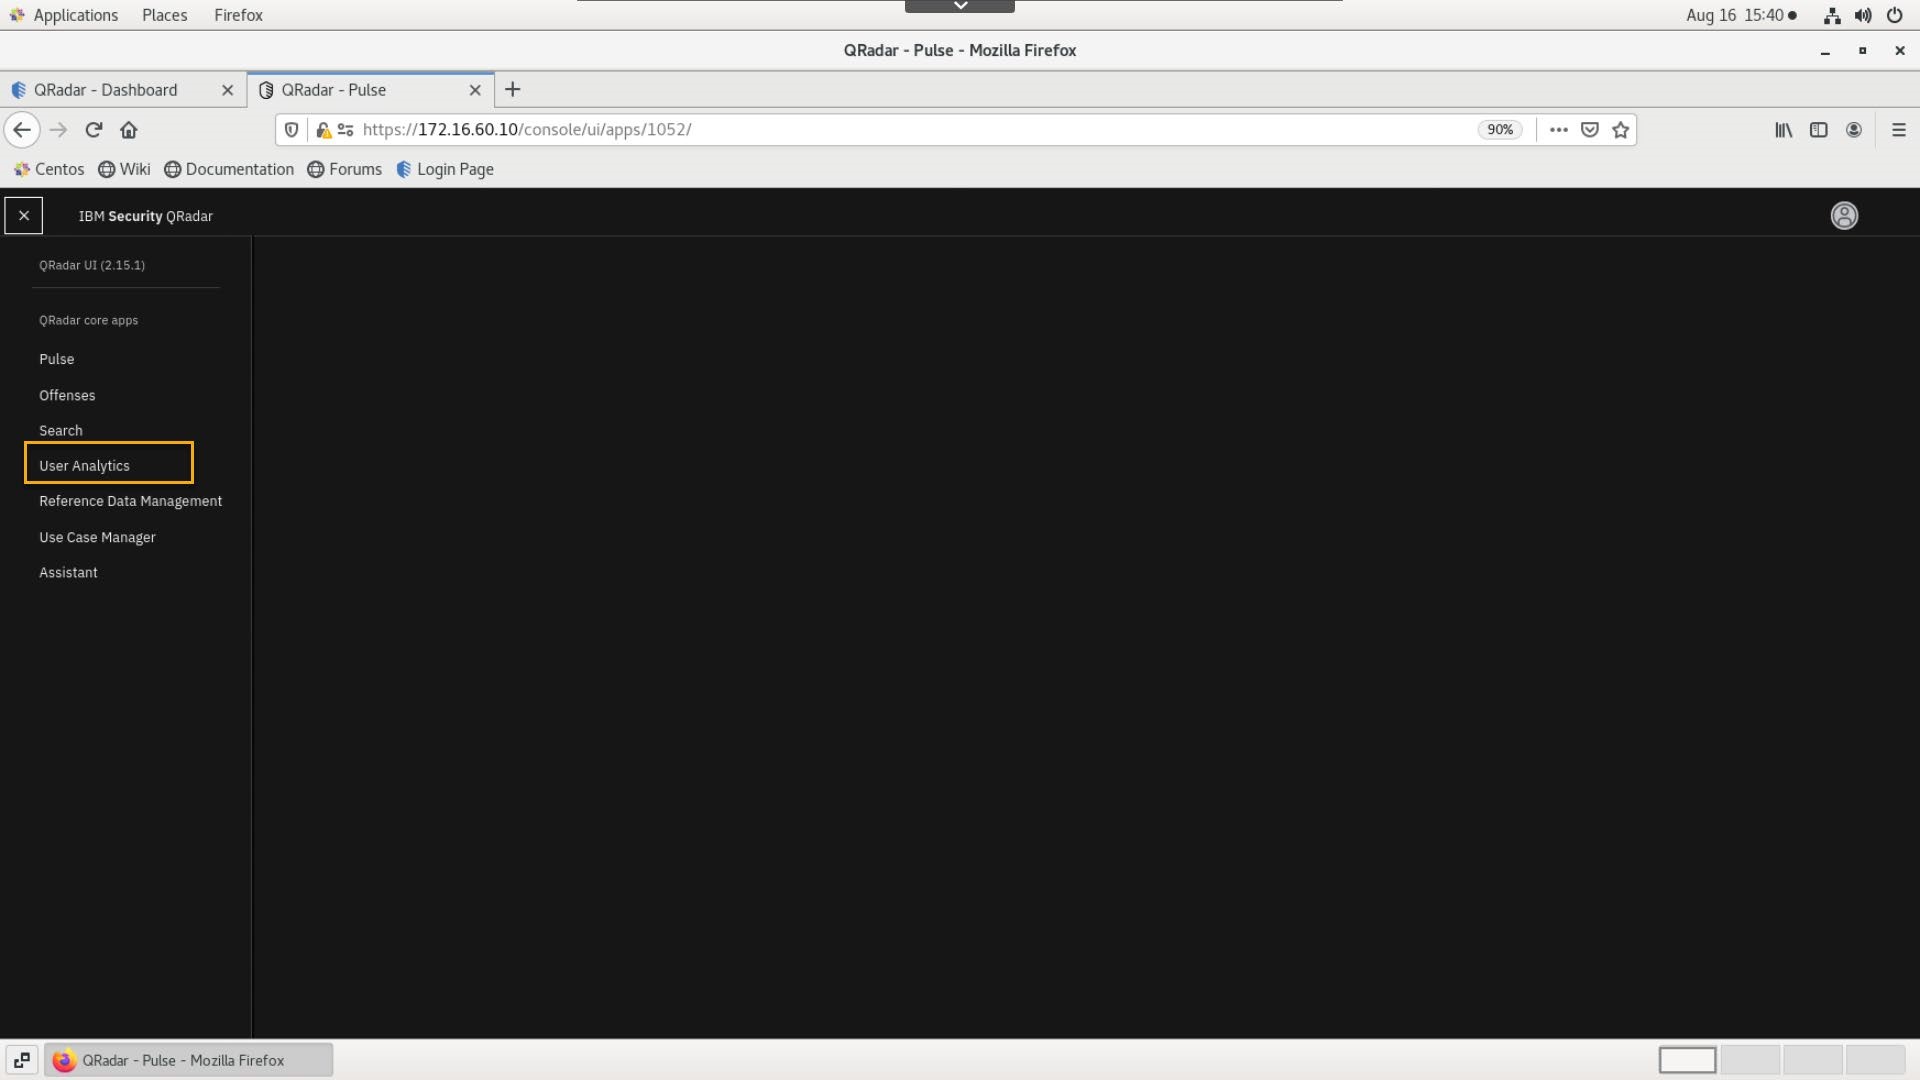 Applications Places Firefox Aug 16 15:40
QRadar - Pulse - Mozilla Firefox
QRadar - Dashboard QRadar - Pulse
https://172.16.60.10/console/ui/apps/1052/ 90%
Centos Wiki Documentation Forums Login Page
IBM Security QRadar
QRadar UI (2.15.1)
QRadar core apps
Pulse
Offenses
Search
User Analytics
Reference Data Management
Use Case Manager
Assistant
QRadar - Pulse - Mozilla Firefox